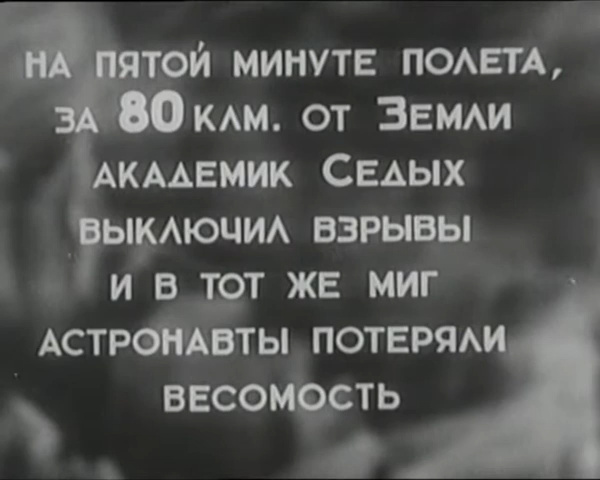 НА ПЯТОЙ МИНУТЕ ПОЛЕТА,
ЗА 80 КЛМ. ОТ ЗЕМЛИ
АКАДЕМИК СЕДЫХ
ВЫКЛЮЧИЛ ВЗРЫВЫ
И В ТОТ ЖЕ МИГ
АСТРОНАВТЫ ПОТЕРЯЛИ
ВЕСОМОСТЬ